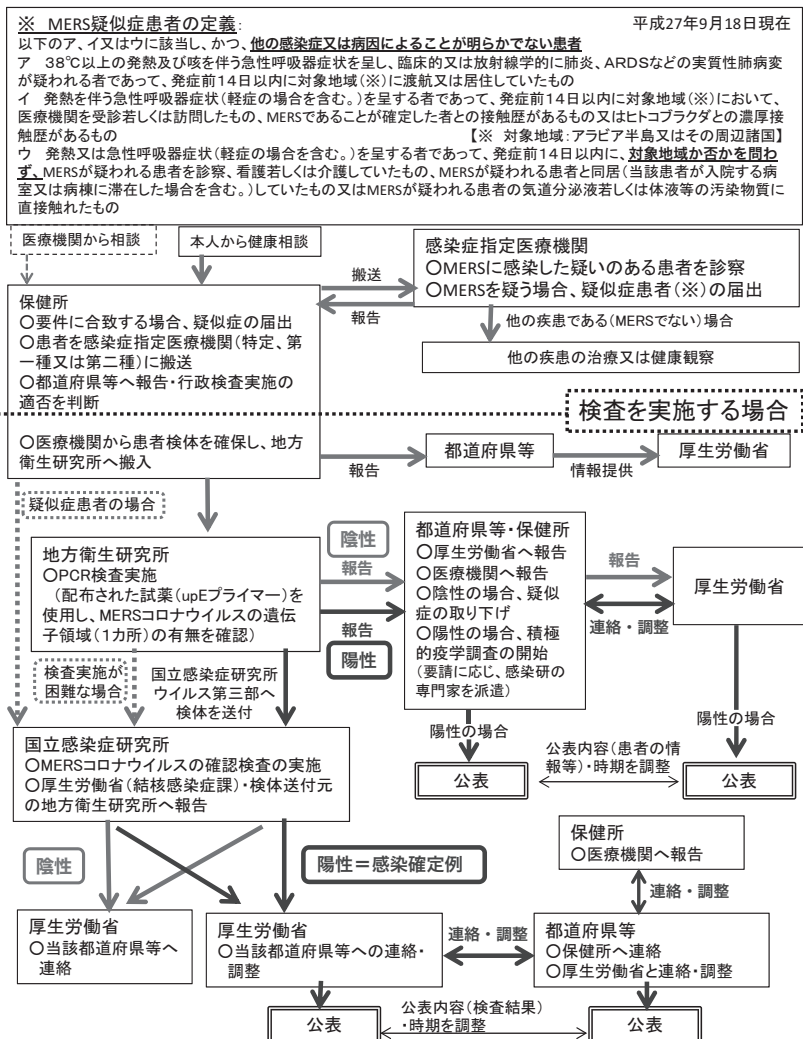 ※ MERS疑似症患者の定義:
平成27年9月18日現在
以下のア、イ又はウに該当し、かつ、他の感染症又は病因によることが明らかでない患者
ア 38℃以上の発熱及び咳を伴う急性呼吸器症状を呈し、臨床的又は放射線学的に肺炎、ARDSなどの実質性肺病変
が疑われる者であって、発症前14日以内に対象地域(※)に渡航又は居住していたもの
イ 発熱を伴う急性呼吸器症状(軽症の場合を含む。)を呈する者であって、発症前14日以内に対象地域(※)において、
医療機関を受診若しくは訪問したもの、MERSであることが確定した者との接触歴があるもの又はヒトコブラクダとの濃厚接
触歴があるもの 【※ 対象地域:アラビア半島又はその周辺諸国】
ウ 発熱又は急性呼吸器症状(軽症の場合を含む。)を呈する者であって、発症前14日以内に、対象地域か否かを問わ
ず、MERSが疑われる患者を診察、看護若しくは介護していたもの、MERSが疑われる患者と同居(当該患者が入院する病
室又は病棟に滞在した場合を含む。)していたもの又はMERSが疑われる患者の気道分泌液若しくは体液等の汚染物質に
直接触れたもの
医療機関から相談
本人から健康相談
搬送
報告
感染症指定医療機関
○MERSに感染した疑いのある患者を診察
○MERSを疑う場合、疑似症患者(※)の届出
他の疾患である(MERSでない)場合
他の疾患の治療又は健康観察
保健所
○要件に合致する場合、疑似症の届出
○患者を感染症指定医療機関(特定、第
一種又は第二種)に搬送
○都道府県等へ報告・行政検査実施の
適否を判断
検査を実施する場合
○医療機関から患者検体を確保し、地方
衛生研究所へ搬入
報告
都道府県等
情報提供
厚生労働省
疑似症患者の場合
地方衛生研究所
○PCR検査実施
(配布された試薬(upEプライマー)を
使用し、MERSコロナウイルスの遺伝
子領域(1カ所)の有無を確認)
陰性
報告
報告
陽性
都道府県等・保健所
○厚生労働省へ報告
○医療機関へ報告
○陰性の場合、疑似
症の取り下げ
○陽性の場合、積極
的疫学調査の開始
(要請に応じ、感染研の
専門家を派遣)
報告
連絡・調整
厚生労働省
検査実施が
困難な場合
国立感染症研究所
ウイルス第三部へ
検体を送付
陽性の場合
陽性の場合
公表
公表内容(患者の情
報等)・時期を調整
公表
国立感染症研究所
○MERSコロナウイルスの確認検査の実施
○厚生労働省(結核感染症課)・検体送付元
の地方衛生研究所へ報告
陰性
陽性=感染確定例
保健所
○医療機関へ報告
連絡・調整
厚生労働省
○当該都道府県等へ
連絡
厚生労働省
○当該都道府県等への連絡・
調整
連絡・調整
都道府県等
○保健所へ連絡
○厚生労働省と連絡・調整
公表
公表内容(検査結果)
・時期を調整
公表